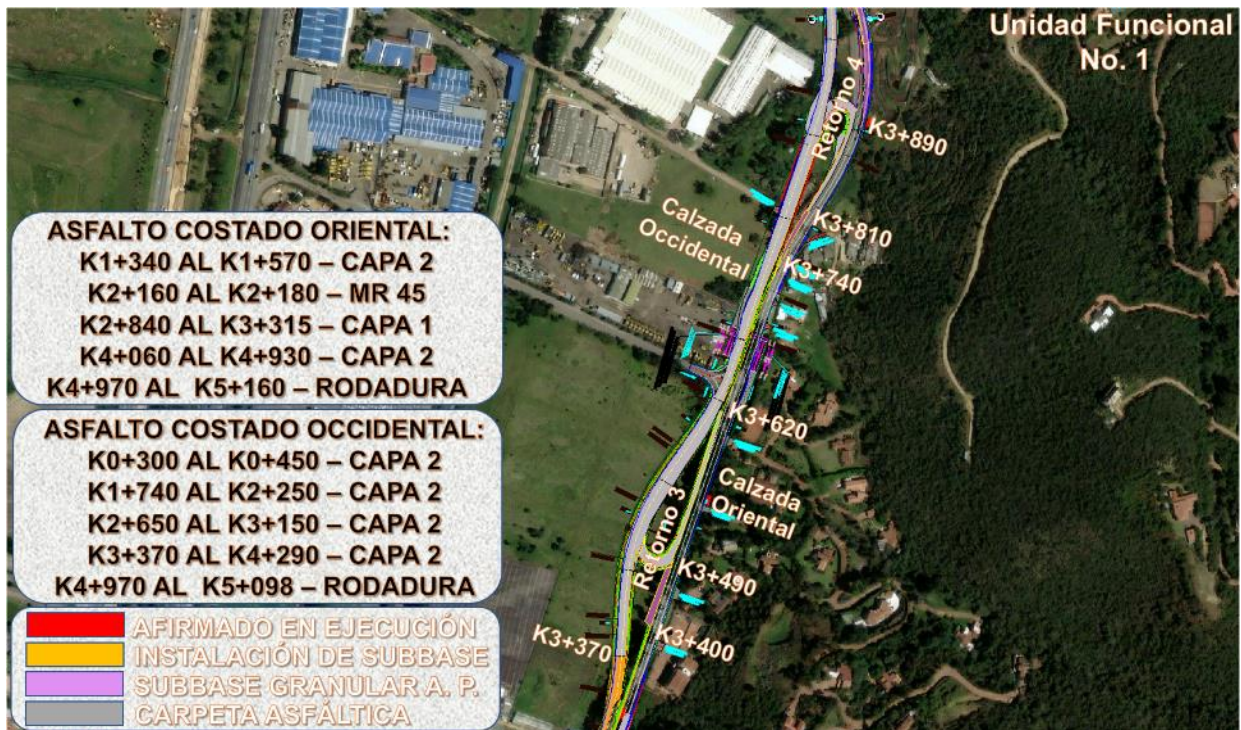 Unidad Funcional
No. 1
Retorno 4
K3+890
Calzada
Occidental
K3+810
K3+740
ASFALTO COSTADO ORIENTAL:
K1+340 AL K1+570 – CAPA 2
K2+160 AL K2+180 – MR 45
K2+840 AL K3+315 – CAPA 1
K4+060 AL K4+930 – CAPA 2
K4+970 AL K5+160 – RODADURA
K3+620
ASFALTO COSTADO OCCIDENTAL:
K0+300 AL K0+450 – CAPA 2
K1+740 AL K2+250 – CAPA 2
K2+650 AL K3+150 – CAPA 2
K3+370 AL K4+290 – CAPA 2
K4+970 AL K5+098 – RODADURA
Calzada
Oriental
Retorno 3
K3+490
K3+400
K3+370
AFIRMADO EN EJECUCIÓN
INSTALACIÓN DE SUBBASE
SUBBASE GRANULAR A. P.
CARPETA ASFÁLTICA